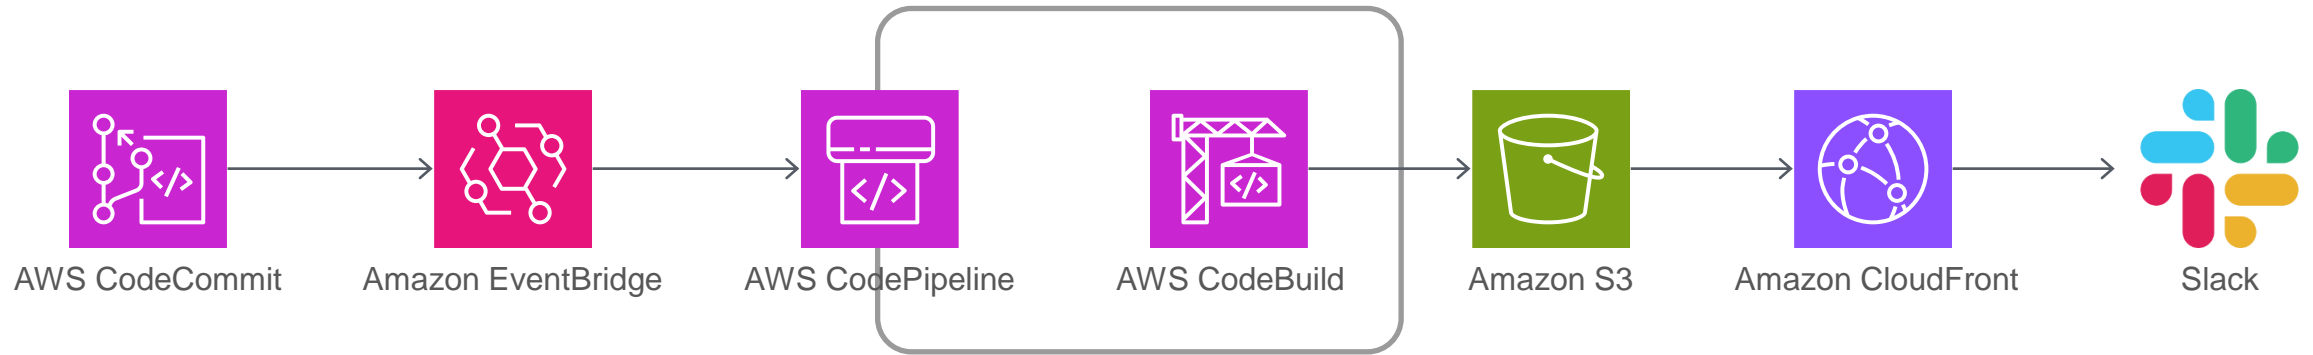 AWS CodeCommit
Amazon EventBridge
AWS CodePipeline
AWS CodeBuild
Amazon S3
Amazon CloudFront
Slack